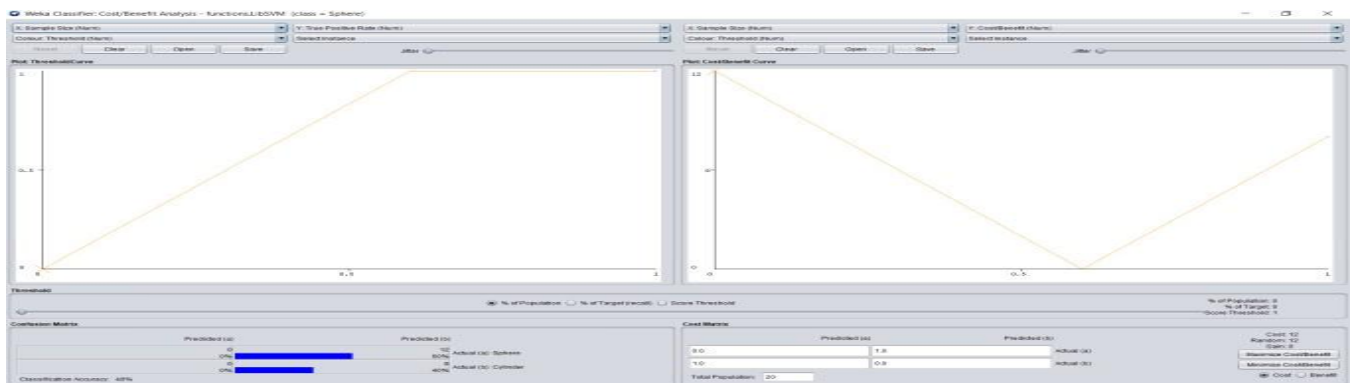 Weka Classifier: Cost/Benefit Analysis - functions.LibSVM (class = Sphere)
X: Sample Size (Num) Y: True Positive Rate (Num) X: Sample Size (Num) Y: Cost/Benefit (Num)
Colour: Threshold (Num) Select Instance Colour: Threshold (Num) Select Instance
Reset Clear Open Save Jitter Reset Clear Open Save Jitter
Plot: ThresholdCurve Plot: Cost/Benefit Curve
1 12
0.5 6
0 0
0 0.5 1 0 0.5 1
Threshold
% of Population % of Target (recall) Score Threshold
% of Population: 0
% of Target: 0
Score Threshold: 1
Confusion Matrix Cost Matrix
Predicted (a) Predicted (b) Predicted (a) Predicted (b)
0 12
0% 60% Actual (a): Sphere
0 8
0% 40% Actual (b): Cylinder
Classification Accuracy: 40%
0.0 1.0 Actual (a)
1.0 0.0 Actual (b)
Total Population: 20
Cost: 12
Random: 12
Gain: 0
Maximize Cost/Benefit
Minimize Cost/Benefit
Cost Benefit